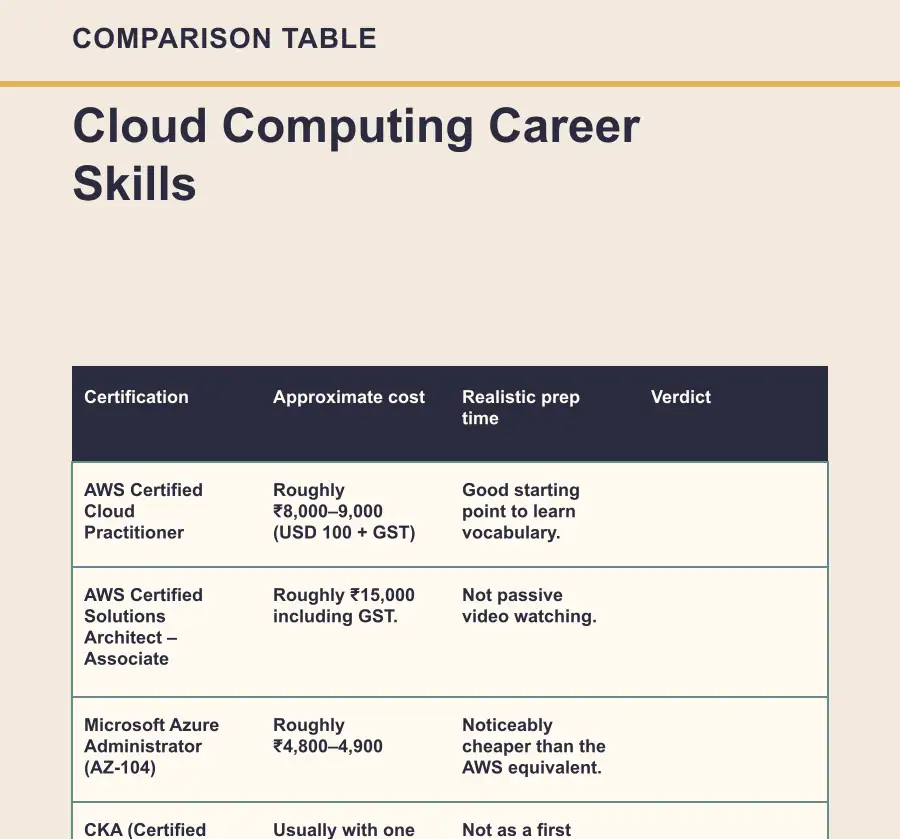 COMPARISON TABLE
Cloud Computing Career
Skills
Certification
Approximate cost
Realistic prep
time
Verdict
AWS Certified
Cloud
Practitioner
Roughly
₹8,000–9,000
(USD 100 + GST)
Good starting
point to learn
vocabulary.
AWS Certified
Solutions
Architect –
Associate
Roughly ₹15,000
including GST.
Not passive
video watching.
Microsoft Azure
Administrator
(AZ-104)
Roughly
₹4,800–4,900
Noticeably
cheaper than the
AWS equivalent.
CKA (Certified
Usually with one
Not as a first